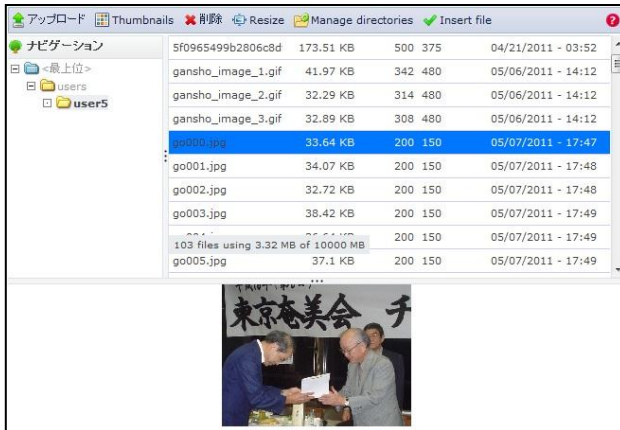 アップロード Thumbnails 削除 Resize Manage directories Insert file
ナビゲーション
<最上位>
users
user5
5f0965499b2806c8d 173.51 KB 500 375 04/21/2011 - 03:52
gansho_image_1.gif 41.97 KB 342 480 05/06/2011 - 14:12
gansho_image_2.gif 32.29 KB 314 480 05/06/2011 - 14:12
gansho_image_3.gif 32.89 KB 308 480 05/06/2011 - 14:12
go000.jpg 33.64 KB 200 150 05/07/2011 - 17:47
go001.jpg 34.07 KB 200 150 05/07/2011 - 17:48
go002.jpg 32.72 KB 200 150 05/07/2011 - 17:48
go003.jpg 38.42 KB 200 150 05/07/2011 - 17:49
200 150 05/07/2011 - 17:49
103 files using 3.32 MB of 10000 MB
go005.jpg 37.1 KB 200 150 05/07/2011 - 17:49
東京奄美会 チ